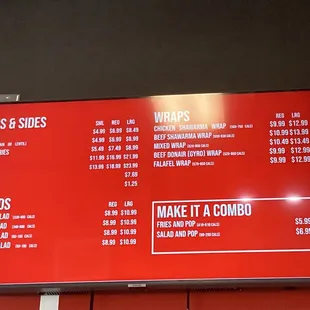 S & SIDES
SML REG LRG
$4.99 $6.09 $8.49
$4.99 $6.99 $8.99
$5.49 $7.49 $8.99
$11.99 $16.99 $21.99
$13.99 $18.99 $23.99
$7.69
$1.25
REG LRG
$8.99 $10.99
$8.99 $10.99
$8.99 $10.99
$8.99 $10.99
WRAPS
REG LRG
CHICKEN SHAWARMA WRAP $9.99 $12.99
BEEF SHAWARMA WRAP $10.99 $13.99
MIXED WRAP $10.49 $13.49
BEEF DONAIR (GYRO) WRAP $9.99 $12.99
FALAFEL WRAP $9.99 $12.99
MAKE IT A COMBO
FRIES AND POP $5.99
SALAD AND POP $6.99